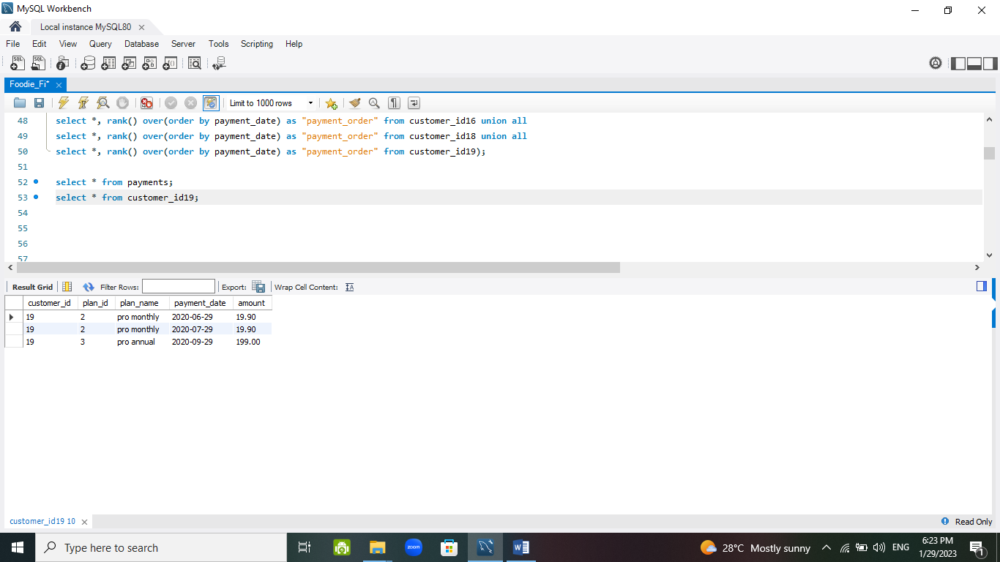 MySQL Workbench
Local instance MySQL80
File Edit View Query Database Server Tools Scripting Help
Foodie_Fi*
Limit to 1000 rows
48 select *, rank() over(order by payment_date) as "payment_order" from customer_id16 union all
49 select *, rank() over(order by payment_date) as "payment_order" from customer_id18 union all
50 select *, rank() over(order by payment_date) as "payment_order" from customer_id19);
51
52 select * from payments;
53 select * from customer_id19;
54
55
56
57
Result Grid Filter Rows: Export: Wrap Cell Content:
customer_id plan_id plan_name payment_date amount
19 2 pro monthly 2020-06-29 19.90
19 2 pro monthly 2020-07-29 19.90
19 3 pro annual 2020-09-29 199.00
customer_id19 10 Read Only
Type here to search zoom 28°C Mostly sunny ENG 6:23 PM
1/29/2023 1